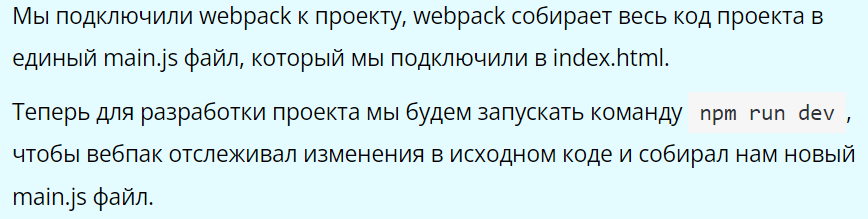 Мы подключили webpack к проекту, webpack собирает весь код проекта в
единый main.js файл, который мы подключили в index.html.
Теперь для разработки проекта мы будем запускать команду npm run dev ,
чтобы вебпак отслеживал изменения в исходном коде и собирал нам новый
main.js файл.